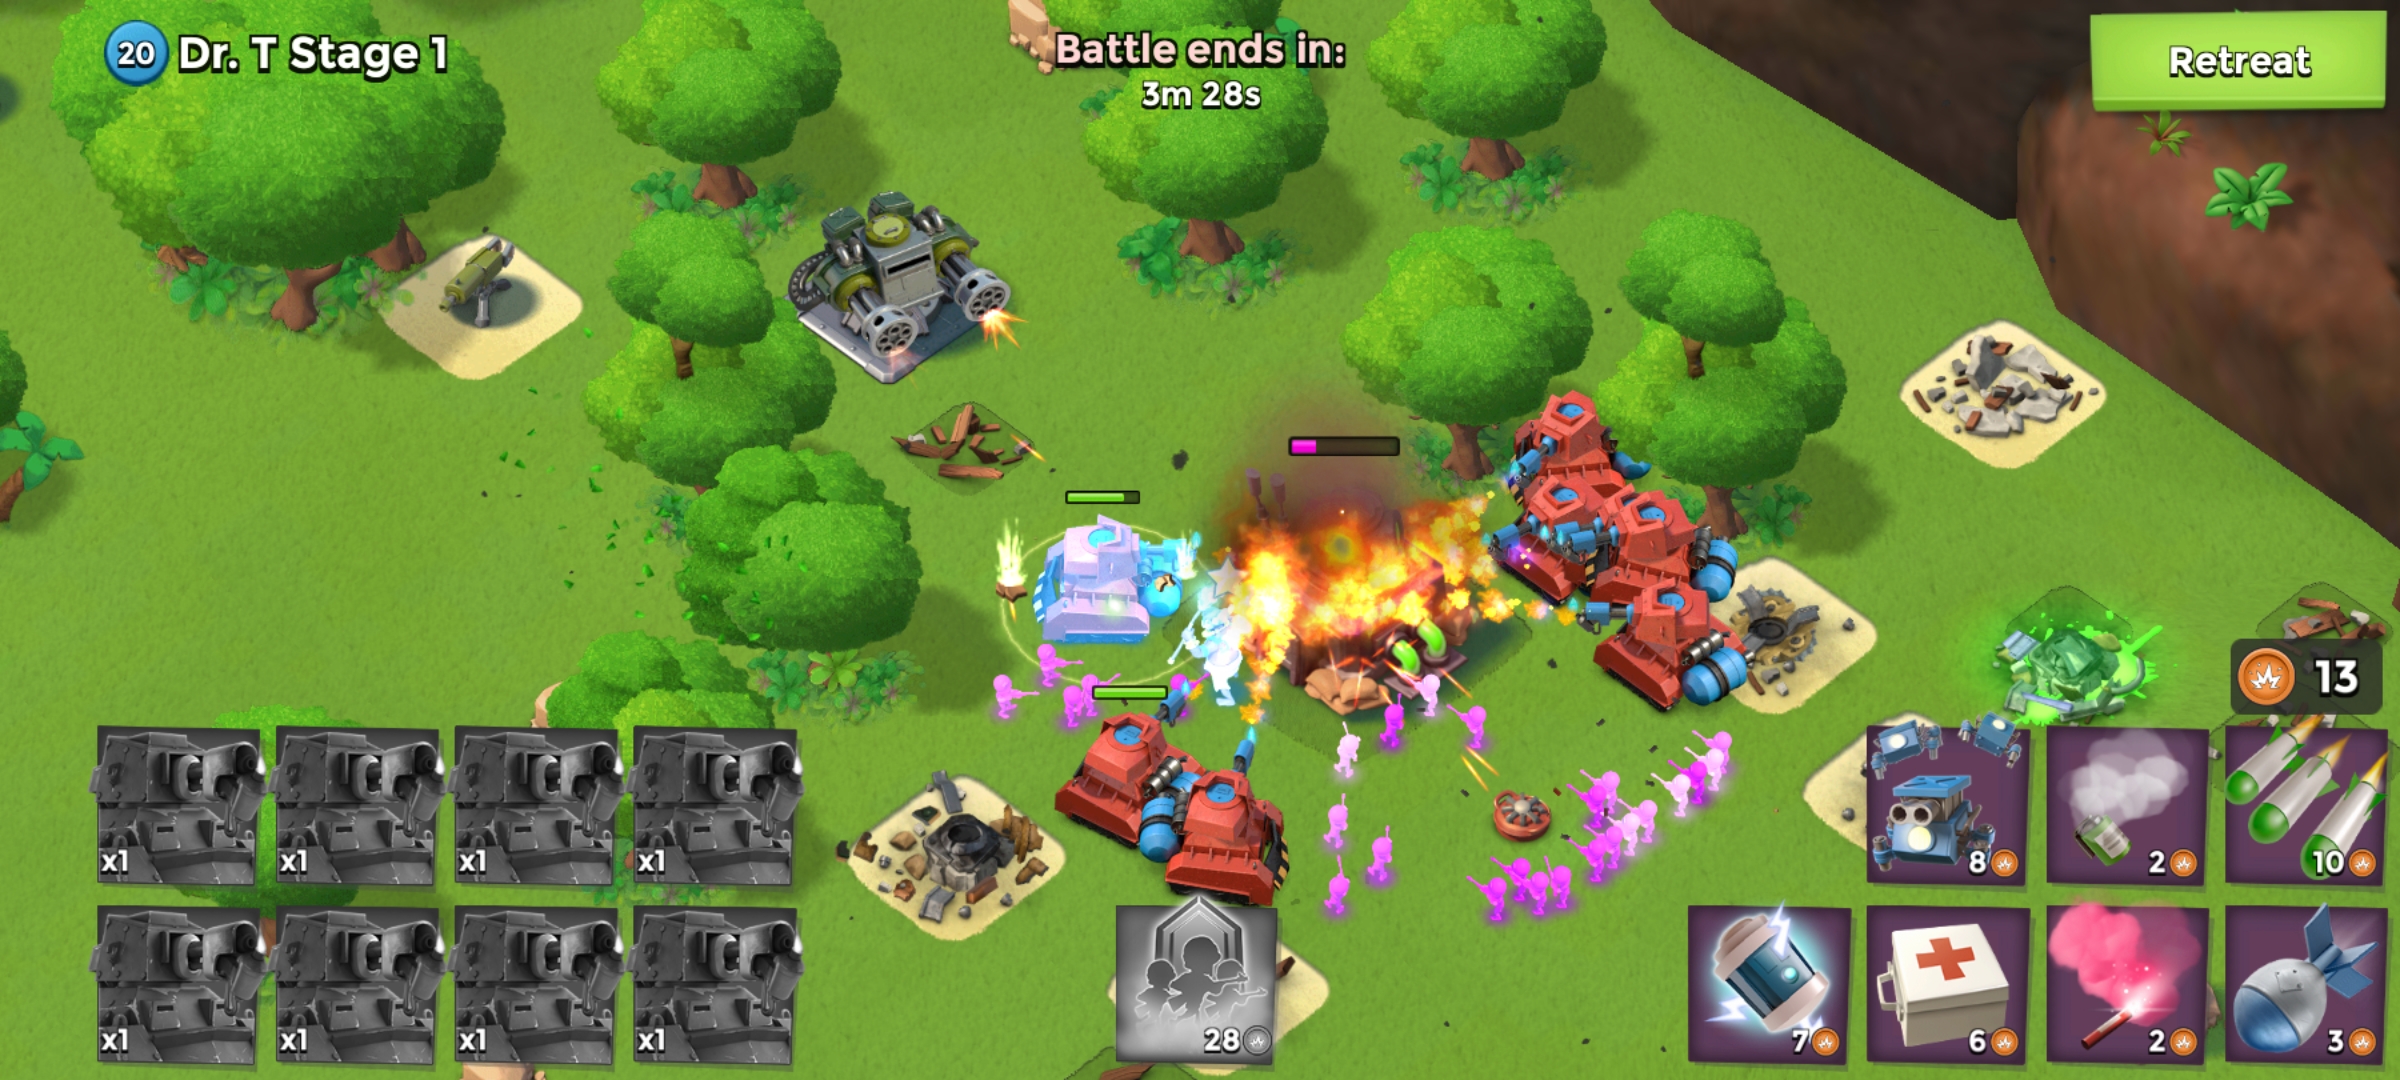 20 Dr. T Stage 1
Battle ends in:
3m 28s
Retreat
13
x1 x1 x1 x1
8 2 10
x1 x1 x1 x1
28
7 6 2 3